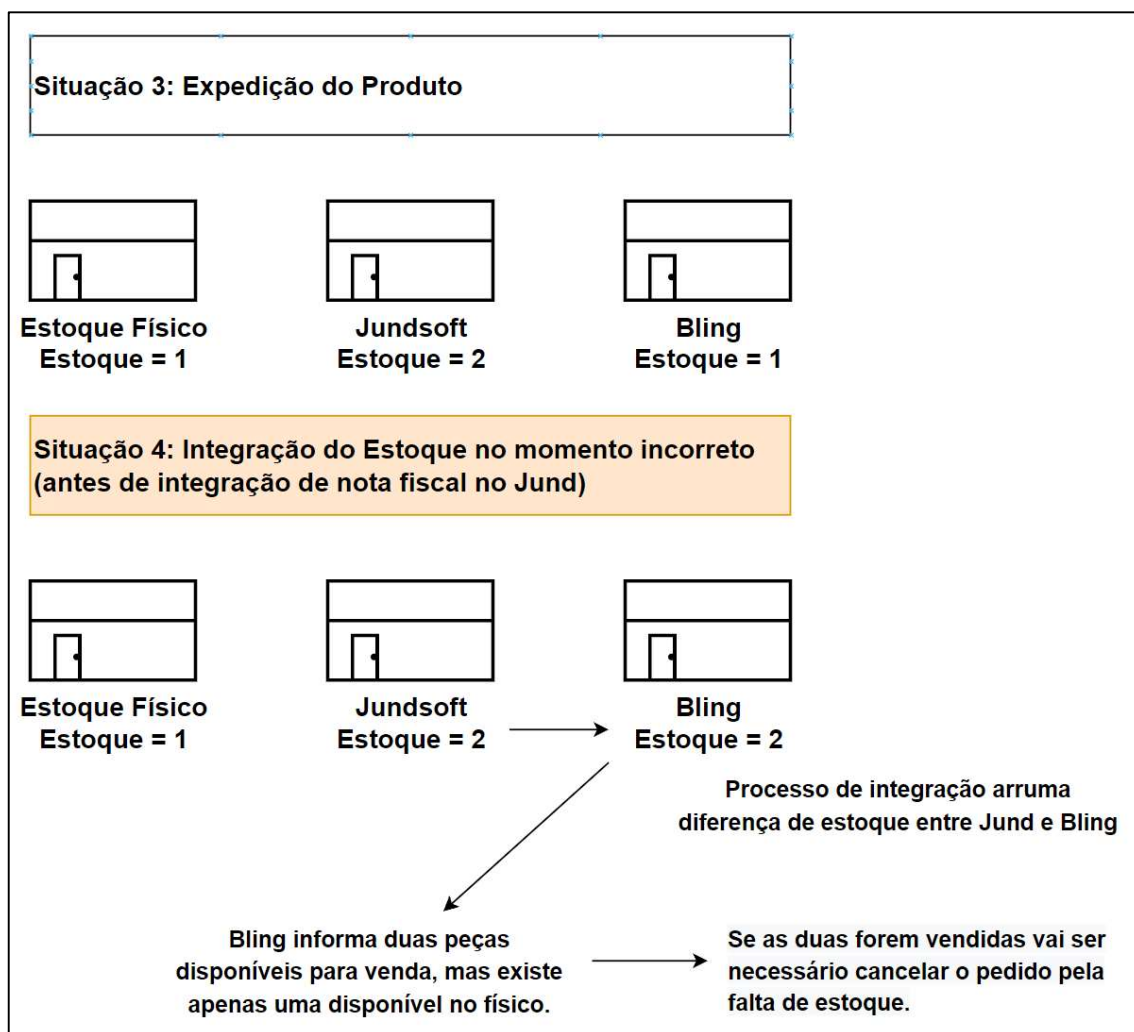 Situação 3: Expedição do Produto
Estoque Físico
Estoque = 1
Jundsoft
Estoque = 2
Bling
Estoque = 1
Situação 4: Integração do Estoque no momento incorreto
(antes de integração de nota fiscal no Jund)
Estoque Físico
Estoque = 1
Jundsoft
Estoque = 2
Bling
Estoque = 2
Processo de integração arruma
diferença de estoque entre Jund e Bling
Bling informa duas peças
disponíveis para venda, mas existe
apenas uma disponível no físico.
Se as duas forem vendidas vai ser
necessário cancelar o pedido pela
falta de estoque.